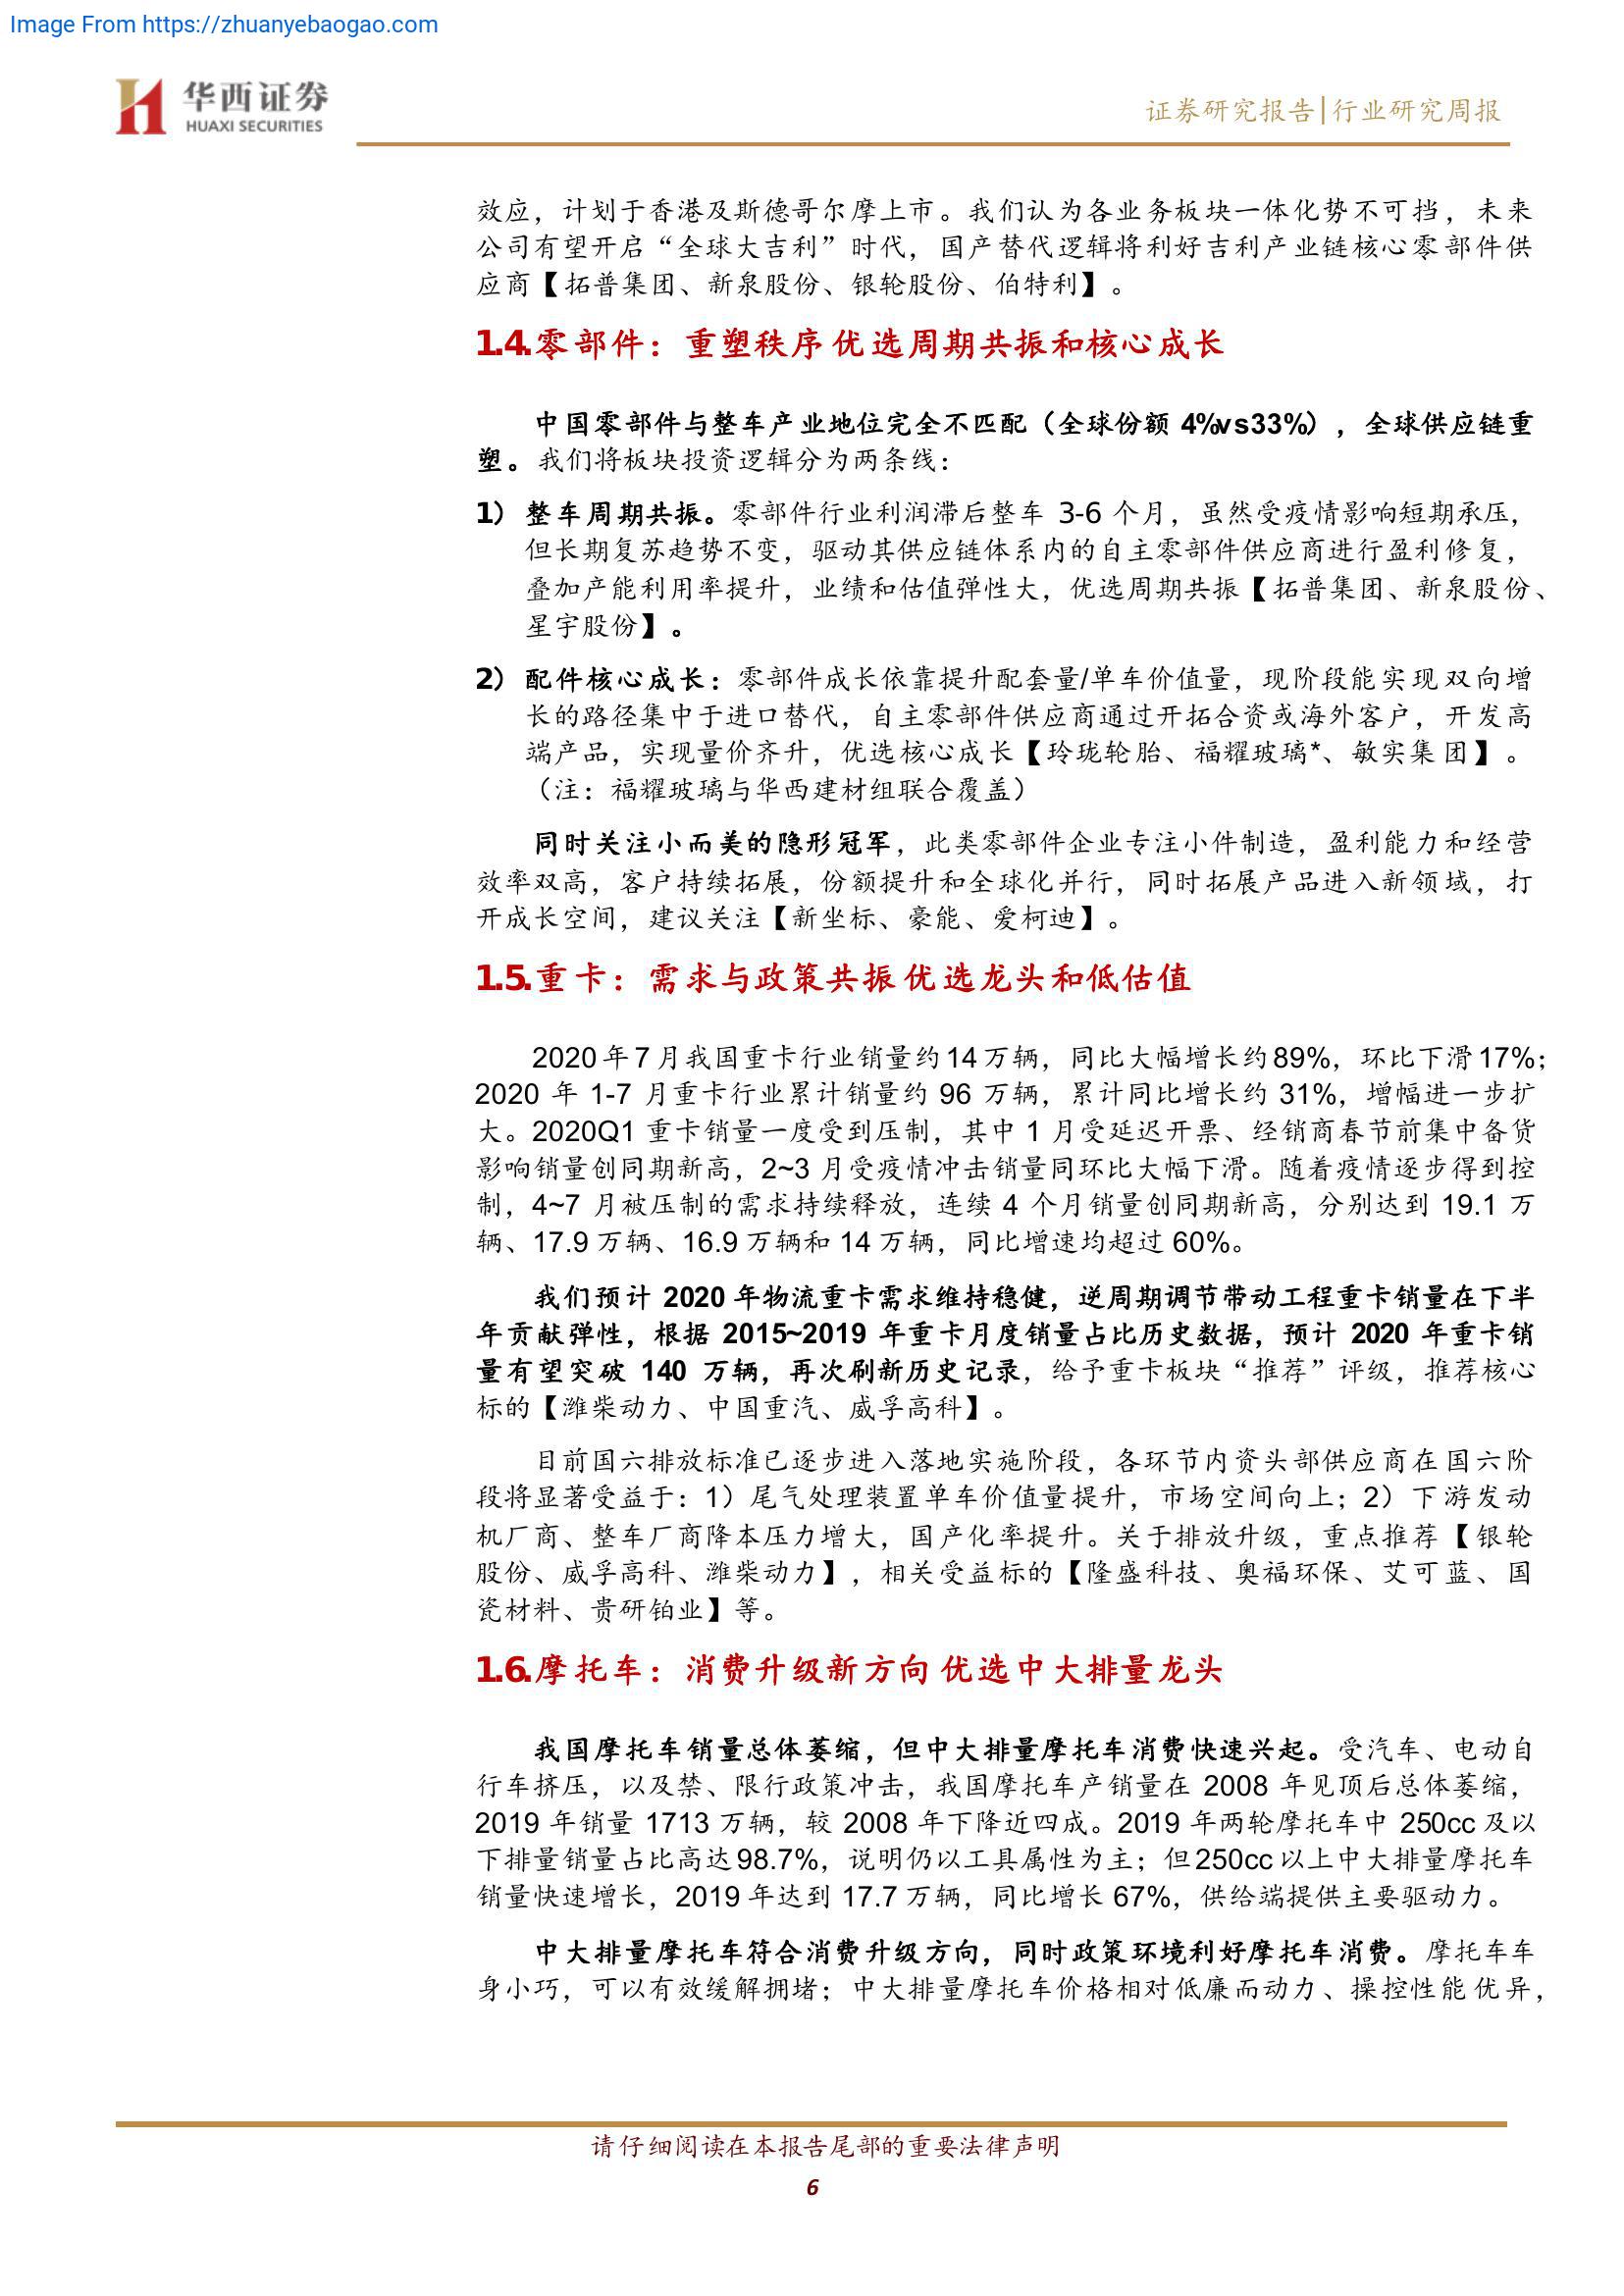 Image From https://zhuanyebaogao.com
华西证券
HUAXI SECURITIES
证券研究报告|行业研究周报
效应，计划于香港及斯德哥尔摩上市。我们认为各业务板块一体化势不可挡，未来
公司有望开启“全球大吉利”时代，国产替代逻辑将利好吉利产业链核心零部件供
应商【拓普集团、新泉股份、银轮股份、伯特利】。
1.4.零部件：重塑秩序 优选周期共振和核心成长
中国零部件与整车产业地位完全不匹配（全球份额 4%vs33%），全球供应链重
塑。我们将板块投资逻辑分为两条线：
1）整车周期共振。零部件行业利润滞后整车 3-6 个月，虽然受疫情影响短期承压，
但长期复苏趋势不变，驱动其供应链体系内的自主零部件供应商进行盈利修复，
叠加产能利用率提升，业绩和估值弹性大，优选周期共振【拓普集团、新泉股份、
星宇股份】。
2）配件核心成长：零部件成长依靠提升配套量/单车价值量，现阶段能实现双向增
长的路径集中于进口替代，自主零部件供应商通过开拓合资或海外客户，开发高
端产品，实现量价齐升，优选核心成长【玲珑轮胎、福耀玻璃*、敏实集团】。
（注：福耀玻璃与华西建材组联合覆盖）
同时关注小而美的隐形冠军，此类零部件企业专注小件制造，盈利能力和经营
效率双高，客户持续拓展，份额提升和全球化并行，同时拓展产品进入新领域，打
开成长空间，建议关注【新坐标、豪能、爱柯迪】。
1.5.重卡：需求与政策共振 优选龙头和低估值
2020 年 7 月我国重卡行业销量约 14 万辆，同比大幅增长约 89%，环比下滑 17%；
2020 年 1-7 月重卡行业累计销量约 96 万辆，累计同比增长约 31%，增幅进一步扩
大。2020Q1 重卡销量一度受到压制，其中 1 月受延迟开票、经销商春节前集中备货
影响销量创同期新高，2~3 月受疫情冲击销量同环比大幅下滑。随着疫情逐步得到控
制，4~7 月被压制的需求持续释放，连续 4 个月销量创同期新高，分别达到 19.1 万
辆、17.9 万辆、16.9 万辆和 14 万辆，同比增速均超过 60%。
我们预计 2020 年物流重卡需求维持稳健，逆周期调节带动工程重卡销量在下半
年贡献弹性，根据 2015~2019 年重卡月度销量占比历史数据，预计 2020 年重卡销
量有望突破 140 万辆，再次刷新历史记录，给予重卡板块“推荐”评级，推荐核心
标的【潍柴动力、中国重汽、威孚高科】。
目前国六排放标准已逐步进入落地实施阶段，各环节内资头部供应商在国六阶
段将显著受益于：1）尾气处理装置单车价值量提升，市场空间向上；2）下游发动
机厂商、整车厂商降本压力增大，国产化率提升。关于排放升级，重点推荐【银轮
股份、威孚高科、潍柴动力】，相关受益标的【隆盛科技、奥福环保、艾可蓝、国
瓷材料、贵研铂业】等。
1.6.摩托车：消费升级新方向 优选中大排量龙头
我国摩托车销量总体萎缩，但中大排量摩托车消费快速兴起。受汽车、电动自
行车挤压，以及禁、限行政策冲击，我国摩托车产销量在 2008 年见顶后总体萎缩，
2019 年销量 1713 万辆，较 2008 年下降近四成。2019 年两轮摩托车中 250cc 及以
下排量销量占比高达 98.7%，说明仍以工具属性为主；但 250cc 以上中大排量摩托车
销量快速增长，2019 年达到 17.7 万辆，同比增长 67%，供给端提供主要驱动力。
中大排量摩托车符合消费升级方向，同时政策环境利好摩托车消费。摩托车车
身小巧，可以有效缓解拥堵；中大排量摩托车价格相对低廉而动力、操控性能优异，
请仔细阅读在本报告尾部的重要法律声明
6